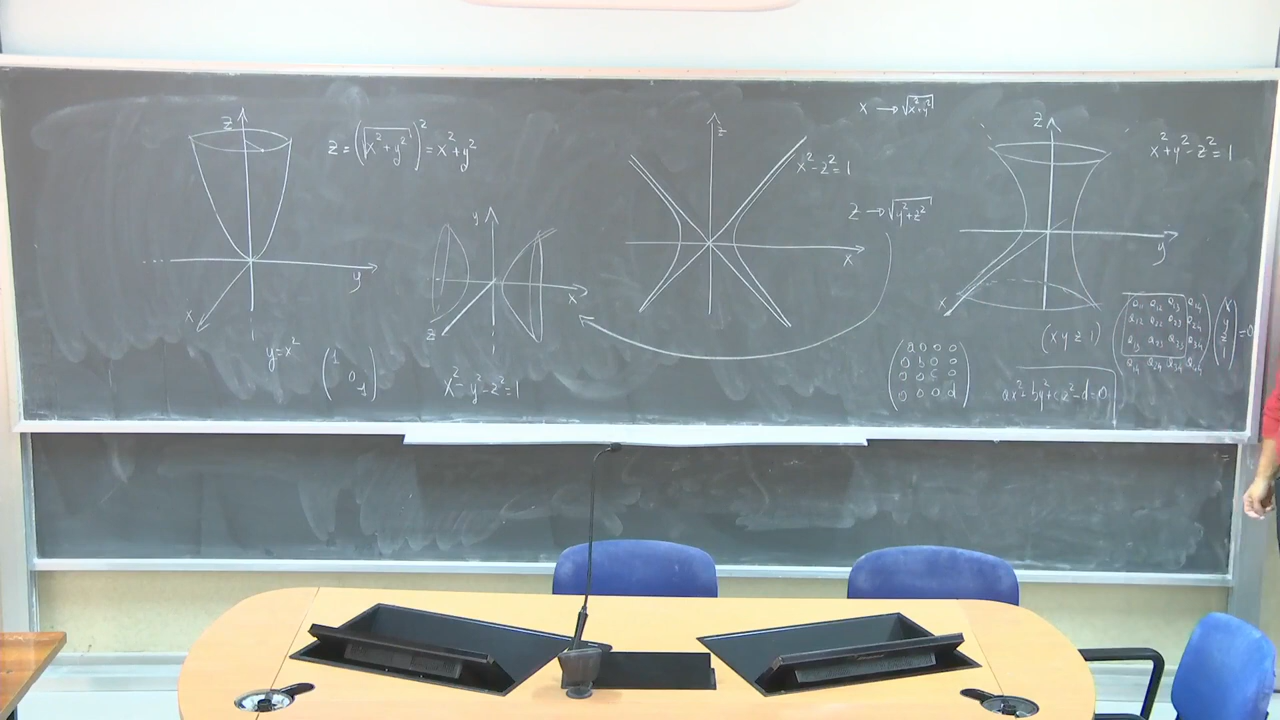 z
z = (√x²+y²)² = x²+y²
y
x
y = x²
(1
0
1)
y
x
z
x²-y²-z²=1
z
x²-z²=1
x
x → √x²+y²
z → √y²+z²
z
x²+y²-z²=1
y
x
(a 0 0 0
0 b 0 0
0 0 c 0
0 0 0 d)
(x y z 1)
(a₁₁ a₁₂ a₁₃ a₁₄
a₁₂ a₂₂ a₂₃ a₂₄
a₁₃ a₂₃ a₃₃ a₃₄
a₁₄ a₂₄ a₃₄ a₄₄)
(x
y
z
1) = 0
ax²+by²+cz²-d=0